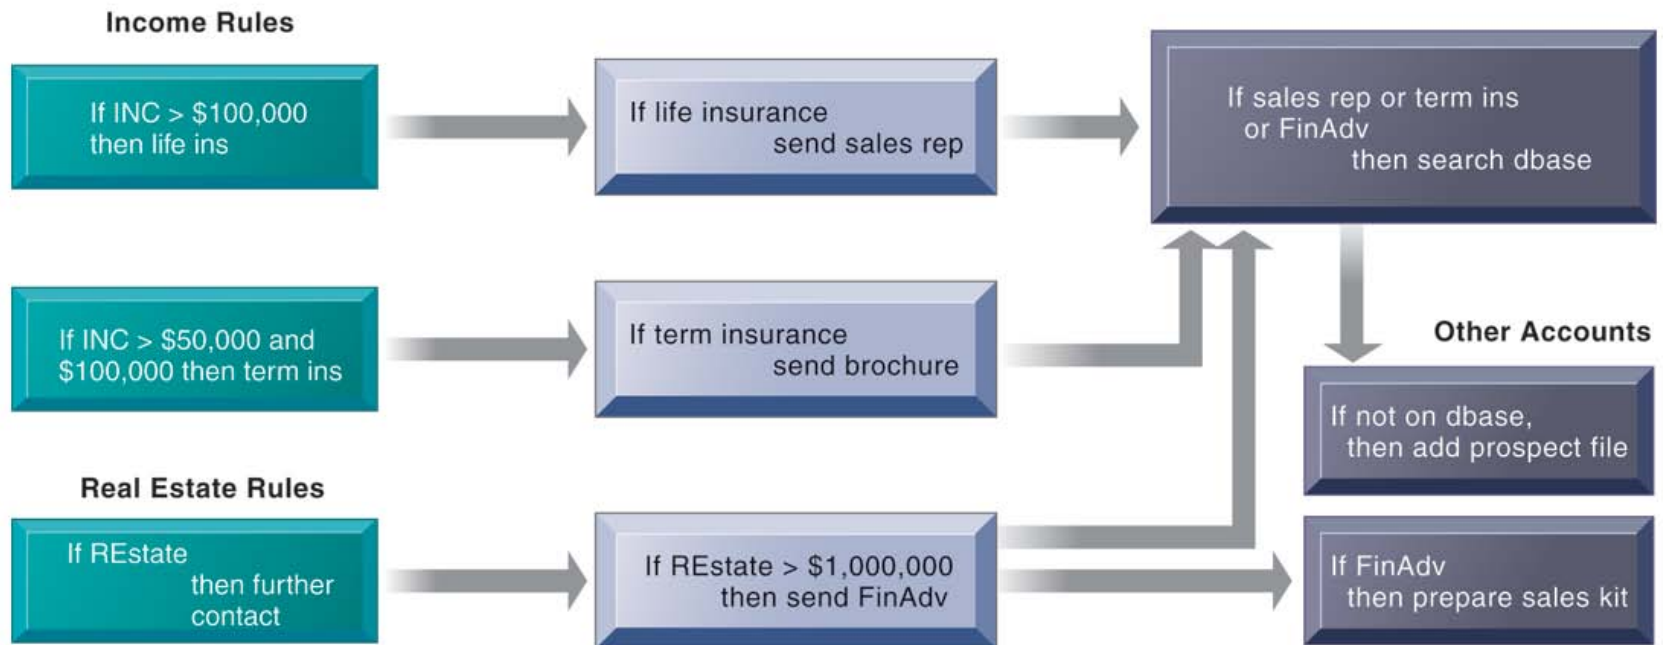 Income Rules
If INC > $100,000
then life ins
If life insurance
send sales rep
If sales rep or term ins
or FinAdv
then search dbase
If INC > $50,000 and
$100,000 then term ins
If term insurance
send brochure
Other Accounts
If not on dbase,
then add prospect file
Real Estate Rules
If REstate
then further
contact
If REstate > $1,000,000
then send FinAdv
If FinAdv
then prepare sales kit